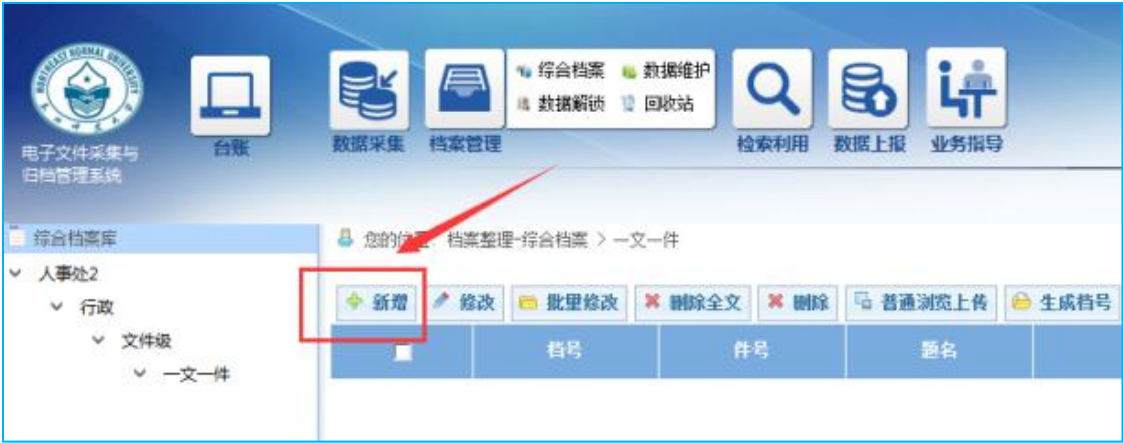 NORTHEAST NORMAL UNIVERSITY
电子文件采集与
归档管理系统
台账
数据采集
档案管理
综合档案 数据维护
数据解锁 回收站
检索利用
数据上报
业务指导
综合档案库
人事处2
行政
文件级
一文一件
您的位置: 档案整理-综合档案 > 一文一件
新增 修改 批量修改 删除全文 删除 普通浏览上传 生成档号
档号 件号 题名